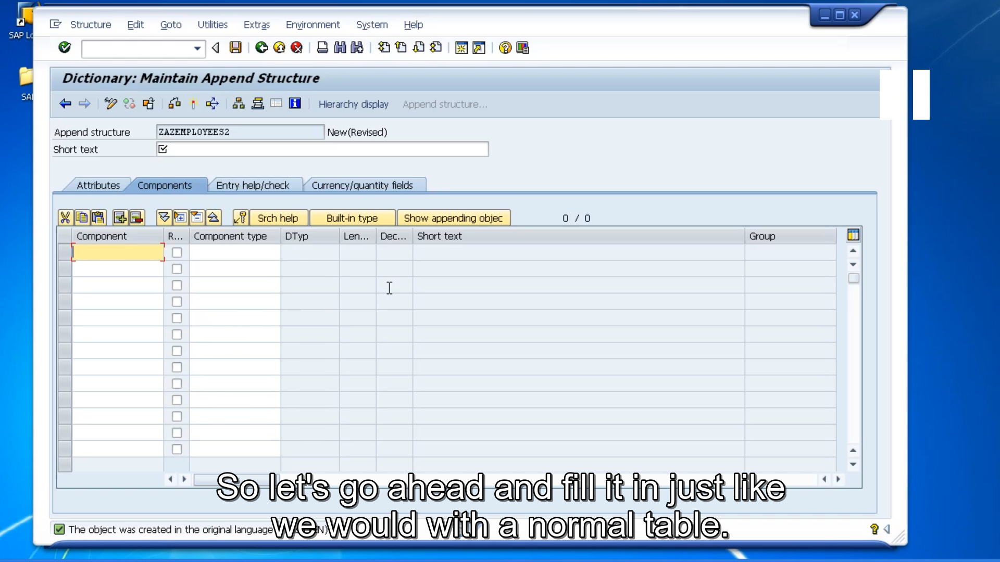 SAP Lo
SA
Structure Edit Goto Utilities Extras Environment System Help
Dictionary: Maintain Append Structure
Hierarchy display Append structure...
Append structure ZAZEMPLOYEES2 New(Revised)
Short text
Attributes Components Entry help/check Currency/quantity fields
Srch help Built-in type Show appending objec 0 / 0
Component R... Component type DTyp Len... Dec... Short text Group
So let's go ahead and fill it in just like
we would with a normal table.
The object was created in the original language